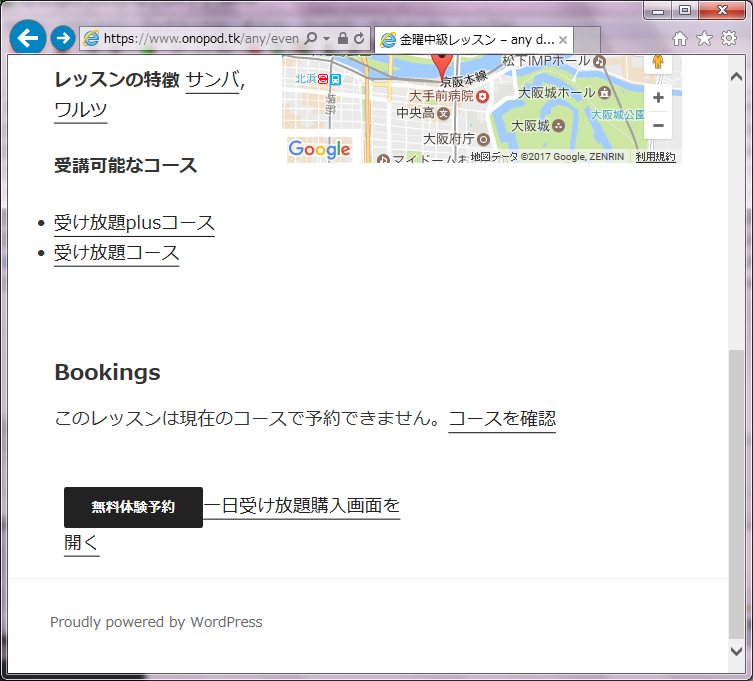 https://www.onopod.tk/any/even
金曜中級レッスン – any d...
レッスンの特徴 サンバ,
ワルツ
受講可能なコース
受け放題plusコース
受け放題コース
松下IMPホール
京阪本線
北浜
大手前病院
大阪城ホール
中央高
大阪城公園
大阪城
大阪府庁
Google
マイドームお
地図データ ©2017 Google, ZENRIN 利用規約
Bookings
このレッスンは現在のコースで予約できません。コースを確認
無料体験予約 一日受け放題購入画面を
開く
Proudly powered by WordPress